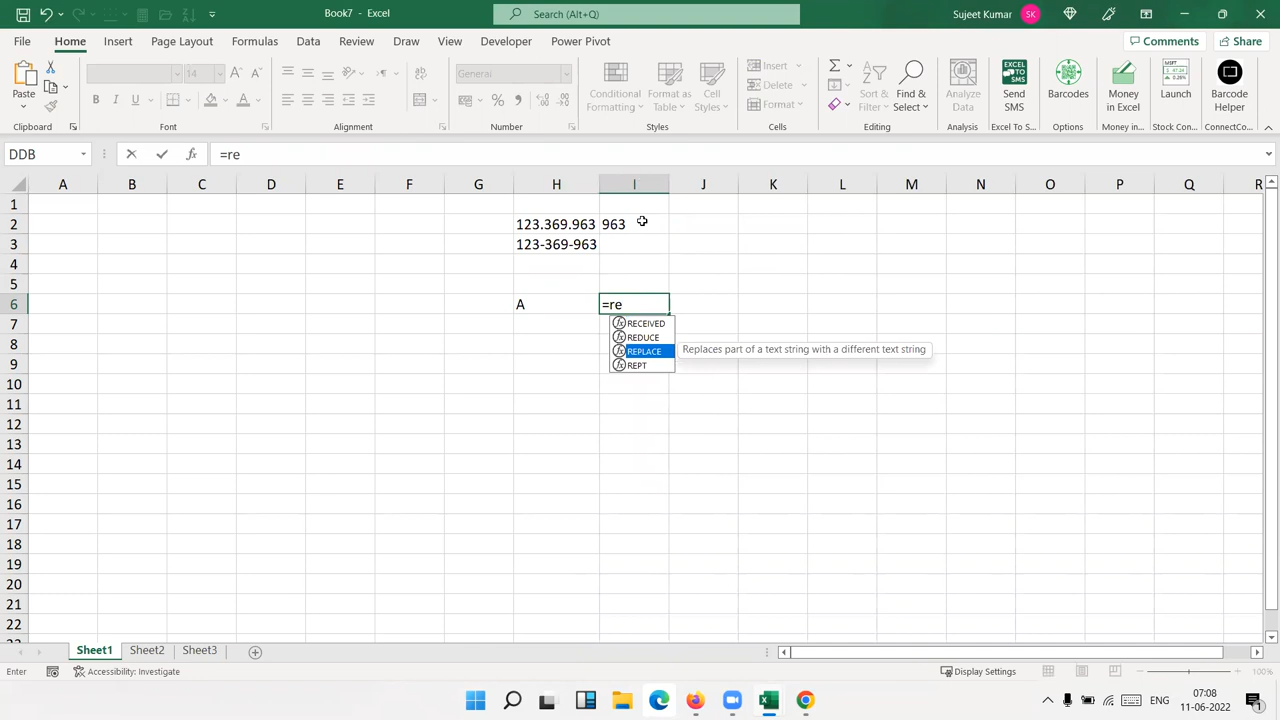 Book7 - Excel
Search (Alt+Q)
Sujeet Kumar
SK
File
Home
Insert
Page Layout
Formulas
Data
Review
Draw
View
Developer
Power Pivot
Comments
Share
Paste
14
B
I
U
General
Conditional Formatting
Format as Table
Cell Styles
Insert
Delete
Format
Sort & Filter
Find & Select
Analyze Data
Send SMS
Barcodes
Money in Excel
Launch
Barcode Helper
Clipboard
Font
Alignment
Number
Styles
Cells
Editing
Analysis
Excel To S...
Options
Money in...
Stock Con...
ConnectCo...
DDB
=re
A B C D E F G H I J K L M N O P Q R
1
2 123.369.963 963
3 123-369-963
4
5
6 A =re
7
8
9
10
11
12
13
14
15
16
17
18
19
20
21
22
RECEIVED
REDUCE
REPLACE
REPT
Replaces part of a text string with a different text string
Sheet1
Sheet2
Sheet3
Enter
Accessibility: Investigate
Display Settings
100%
ENG
07:08
11-06-2022